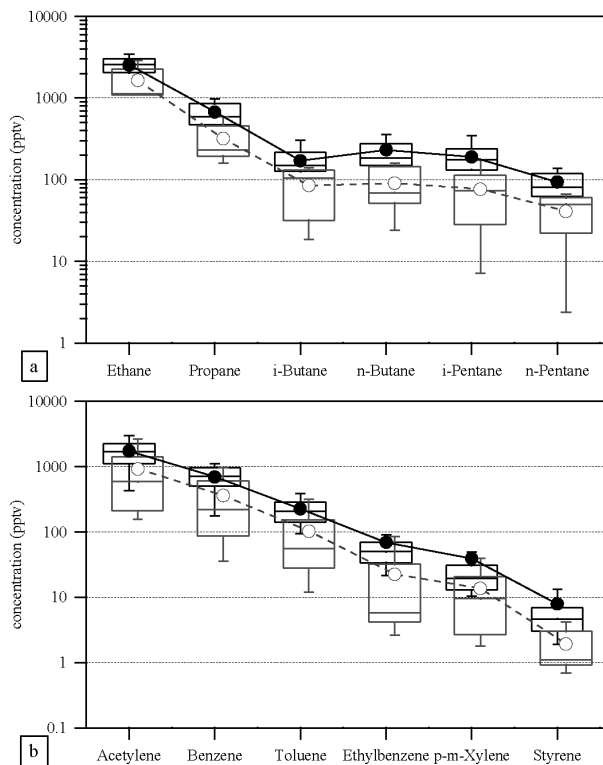 10000
1000
100
10
1
concentration (pptv)
a
Ethane Propane i-Butane n-Butane i-Pentane n-Pentane
10000
1000
100
10
1
0.1
concentration (pptv)
b
Acetylene Benzene Toluene Ethylbenzene p-m-Xylene Styrene